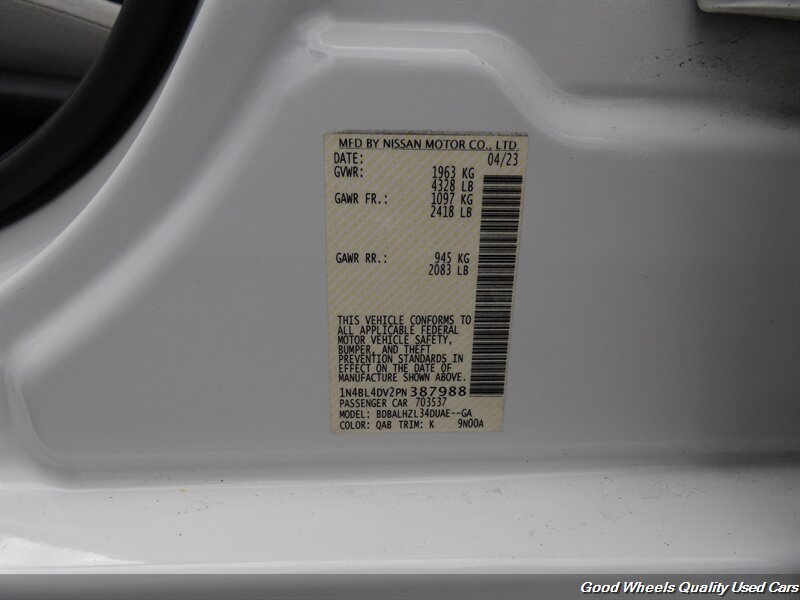 MFD BY NISSAN MOTOR CO., LTD.
DATE: 04/23
GVWR: 1963 KG
4328 LB
GAWR FR.: 1097 KG
2418 LB
GAWR RR.: 945 KG
2083 LB
THIS VEHICLE CONFORMS TO
ALL APPLICABLE FEDERAL
MOTOR VEHICLE SAFETY,
BUMPER, AND THEFT
PREVENTION STANDARDS IN
EFFECT ON THE DATE OF
MANUFACTURE SHOWN ABOVE.
1N4BL4DV2PN387988
PASSENGER CAR 703537
MODEL: BDBALHZL34DUAE--GA
COLOR: QAB TRIM: K 9N00A
Good Wheels Quality Used Cars